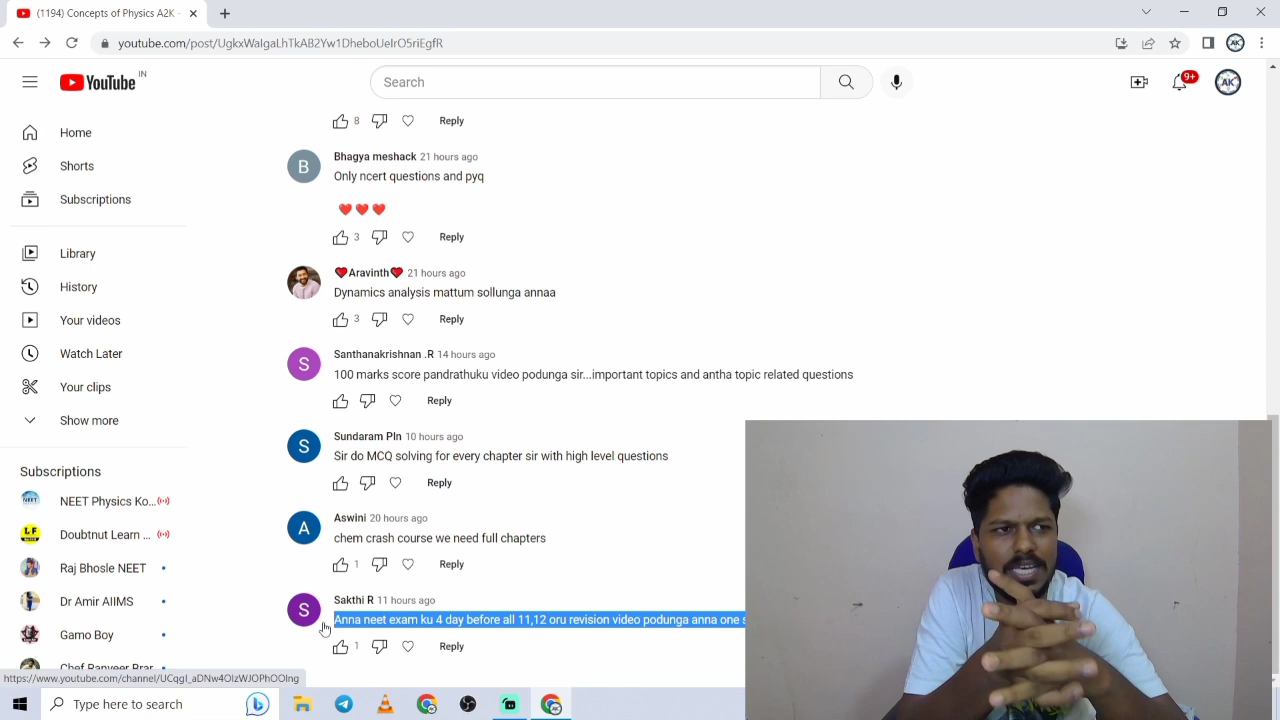 (1194) Concepts of Physics A2K -
youtube.com/post/UgkxWaIgaLhTkAB2Yw1DheboUeIrO5riEgfR
AK
YouTube IN
Search
9+
AK
Home
Shorts
Subscriptions
Library
History
Your videos
Watch Later
Your clips
Show more
Subscriptions
NEET Physics Ko...
Doubtnut Learn ...
Raj Bhosle NEET
Dr Amir AIIMS
Gamo Boy
Chef Ranveer Brar
8 Reply
B
Bhagya meshack 21 hours ago
Only ncert questions and pyq
❤️❤️❤️
3 Reply
❤️Aravinth❤️ 21 hours ago
Dynamics analysis mattum sollunga annaa
3 Reply
S
Santhanakrishnan .R 14 hours ago
100 marks score pandrathuku video podunga sir...important topics and antha topic related questions
Reply
S
Sundaram Pln 10 hours ago
Sir do MCQ solving for every chapter sir with high level questions
Reply
A
Aswini 20 hours ago
chem crash course we need full chapters
1 Reply
S
Sakthi R 11 hours ago
Anna neet exam ku 4 day before all 11,12 oru revision video podunga anna one s
1 Reply
Type here to search